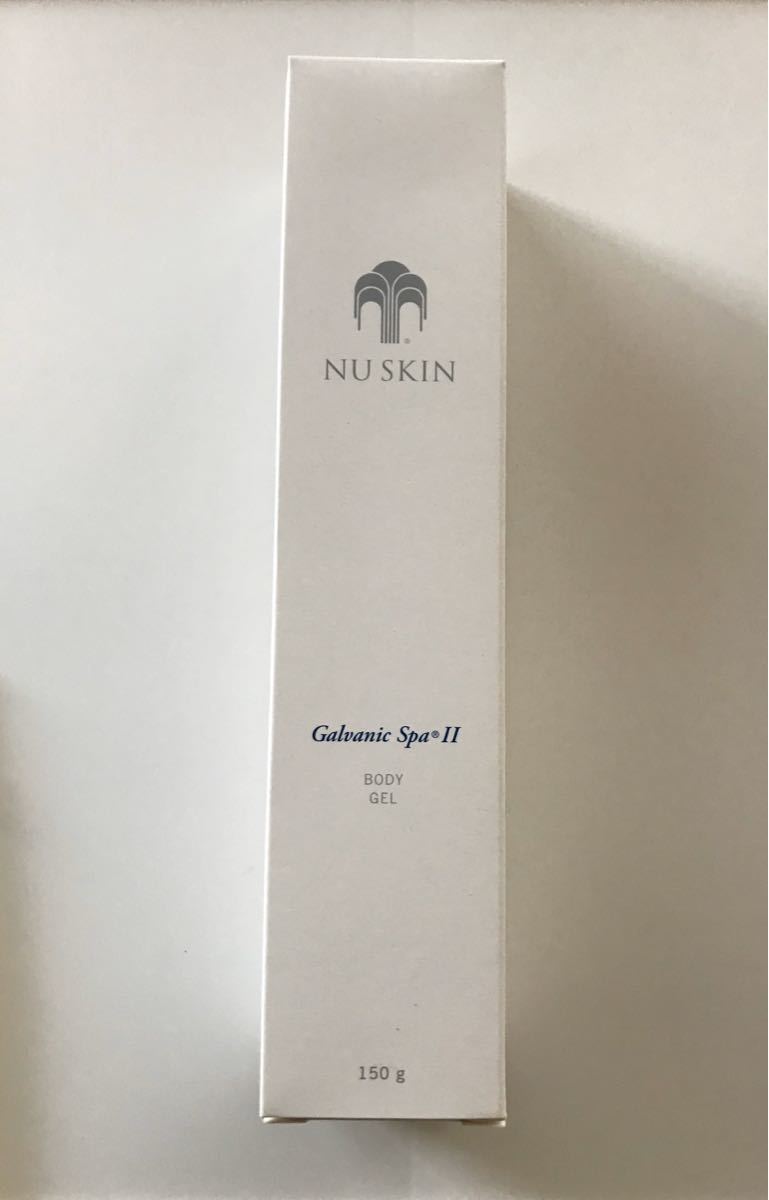 ®
NU SKIN
Galvanic Spa® II
BODY
GEL
150 g